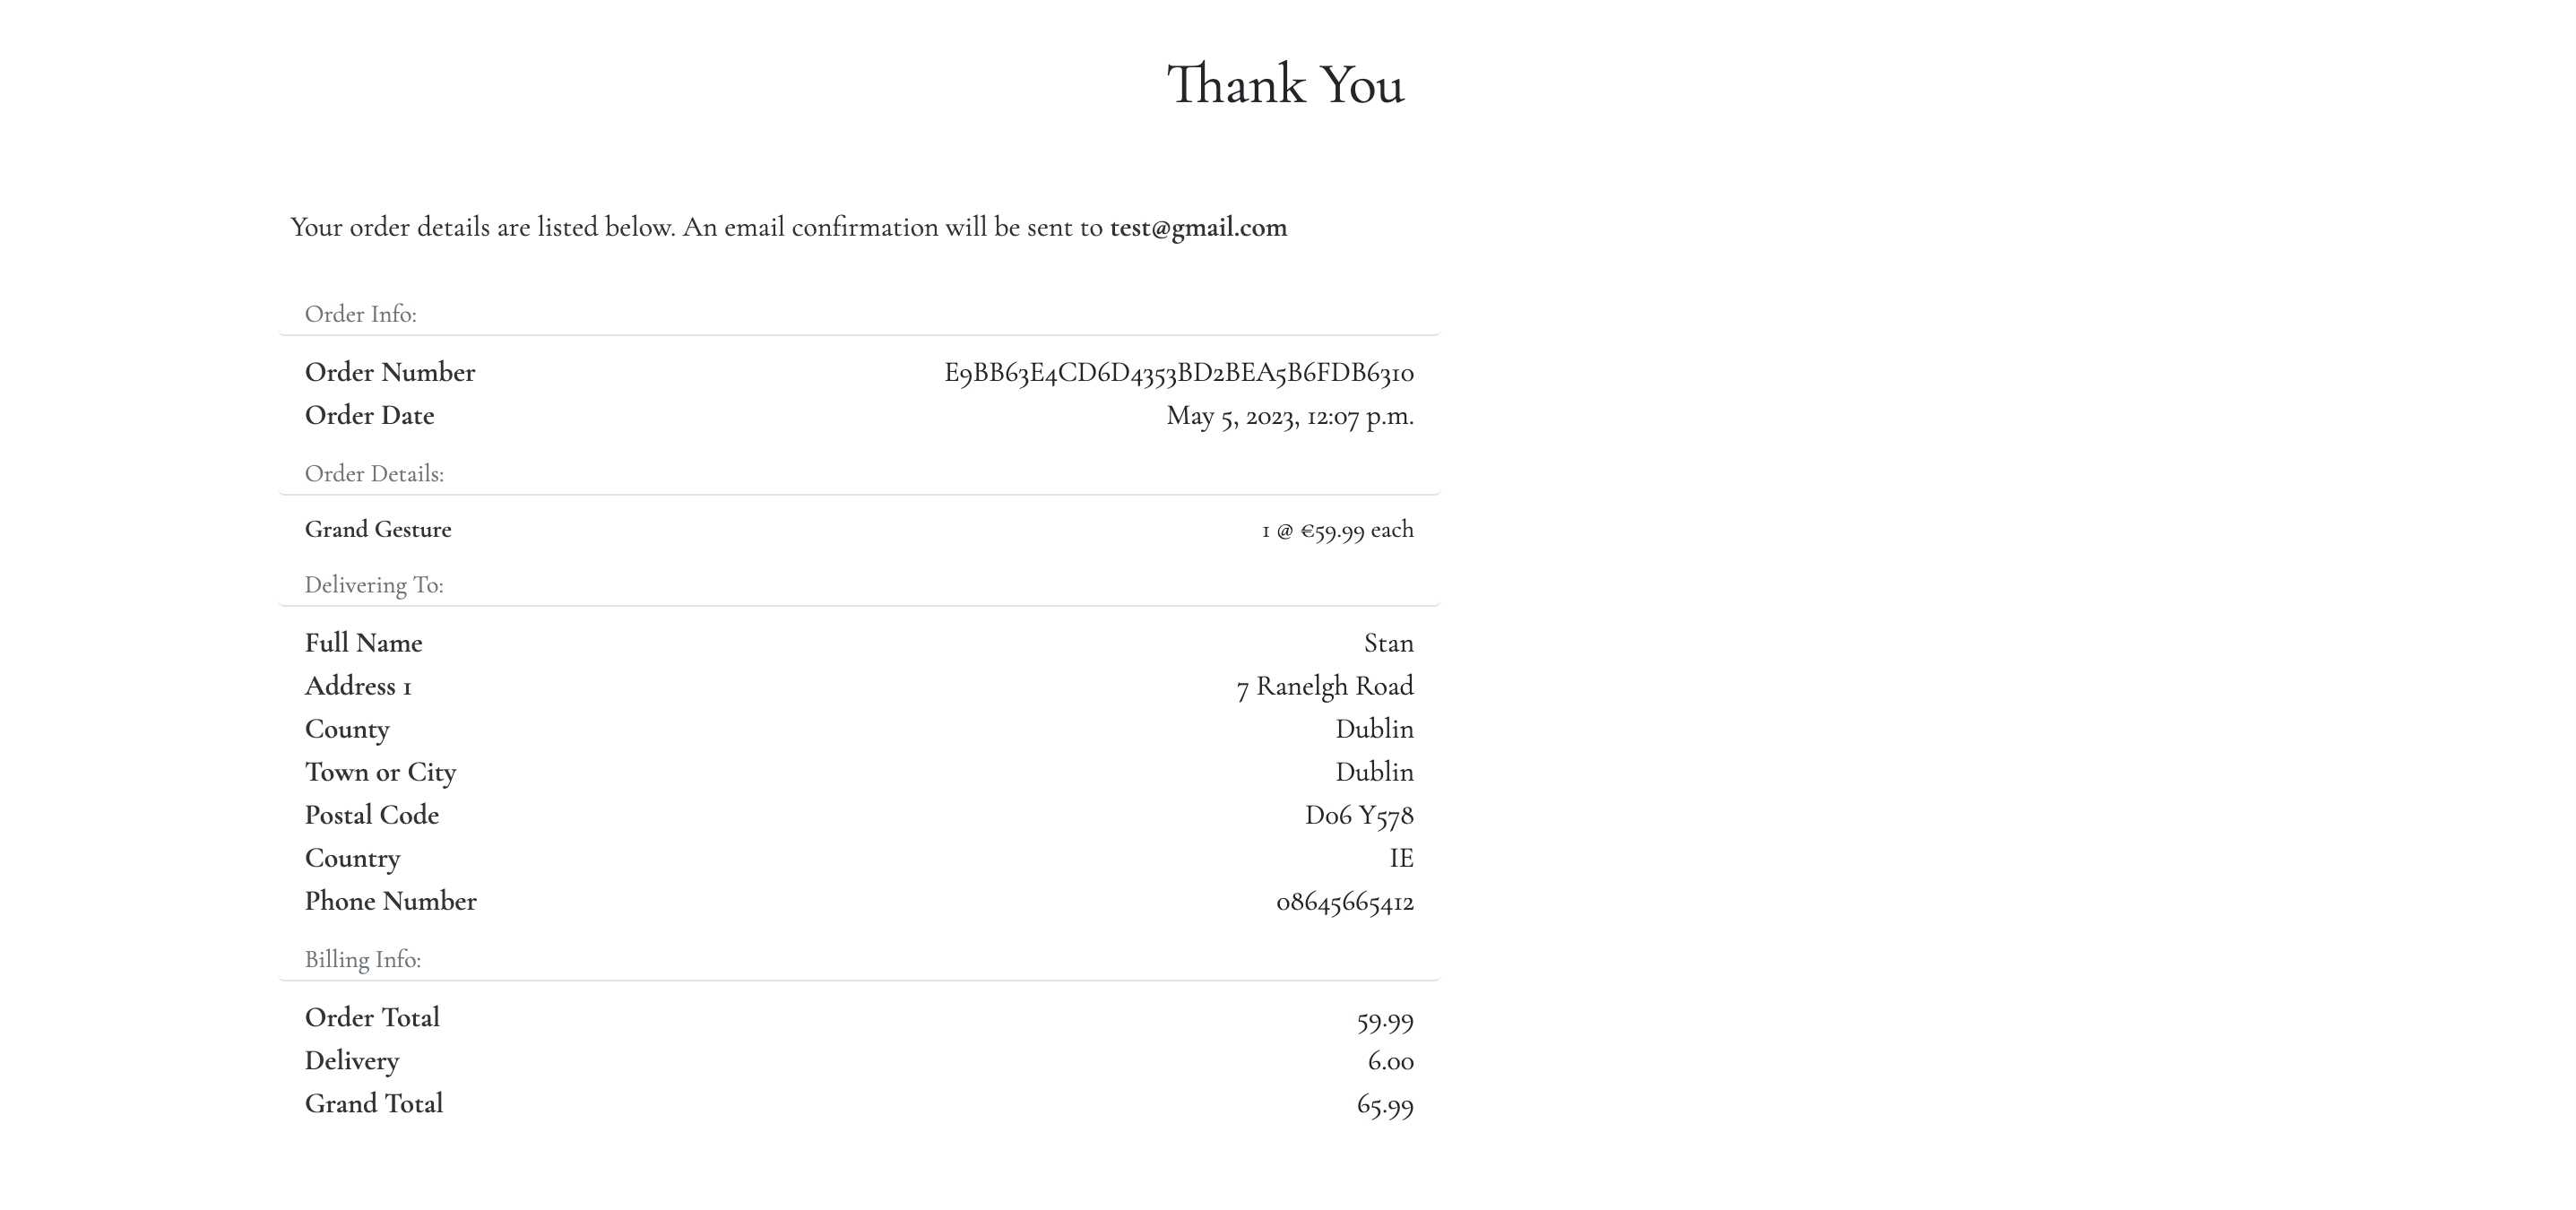 Thank You
Your order details are listed below. An email confirmation will be sent to test@gmail.com
Order Info:
Order Number E9BB63E4CD6D4353BD2BEA5B6FDB6310
Order Date May 5, 2023, 12:07 p.m.
Order Details:
Grand Gesture 1 @ €59.99 each
Delivering To:
Full Name Stan
Address 1 7 Ranelgh Road
County Dublin
Town or City Dublin
Postal Code D06 Y578
Country IE
Phone Number 08645665412
Billing Info:
Order Total 59.99
Delivery 6.00
Grand Total 65.99